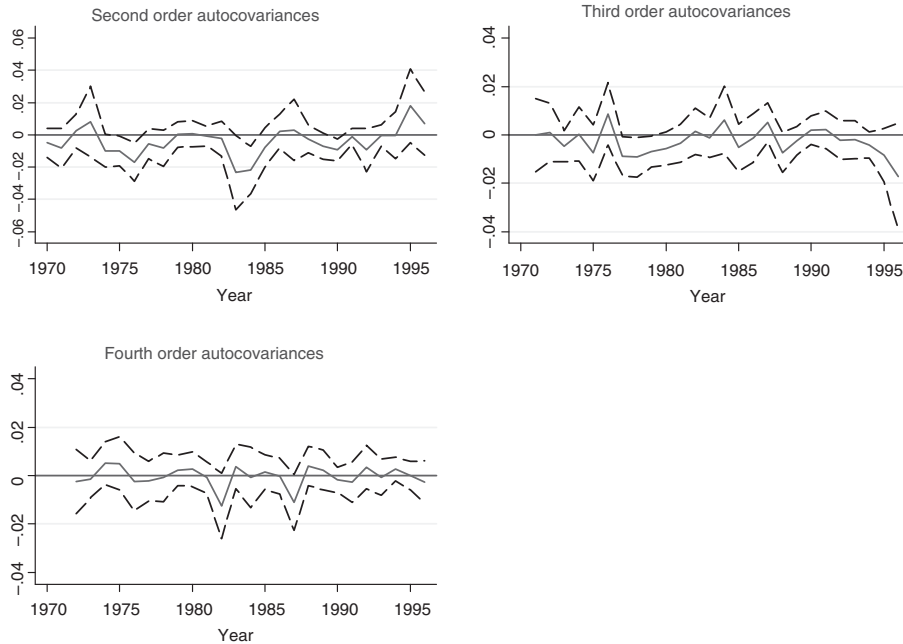 Second order autocovariances
.06
.04
.02
0
−.02
−.04
−.06
1970 1975 1980 1985 1990 1995
Year
Third order autocovariances
.04
.02
0
−.02
−.04
1970 1975 1980 1985 1990 1995
Year
Fourth order autocovariances
.04
.02
0
−.02
−.04
1970 1975 1980 1985 1990 1995
Year